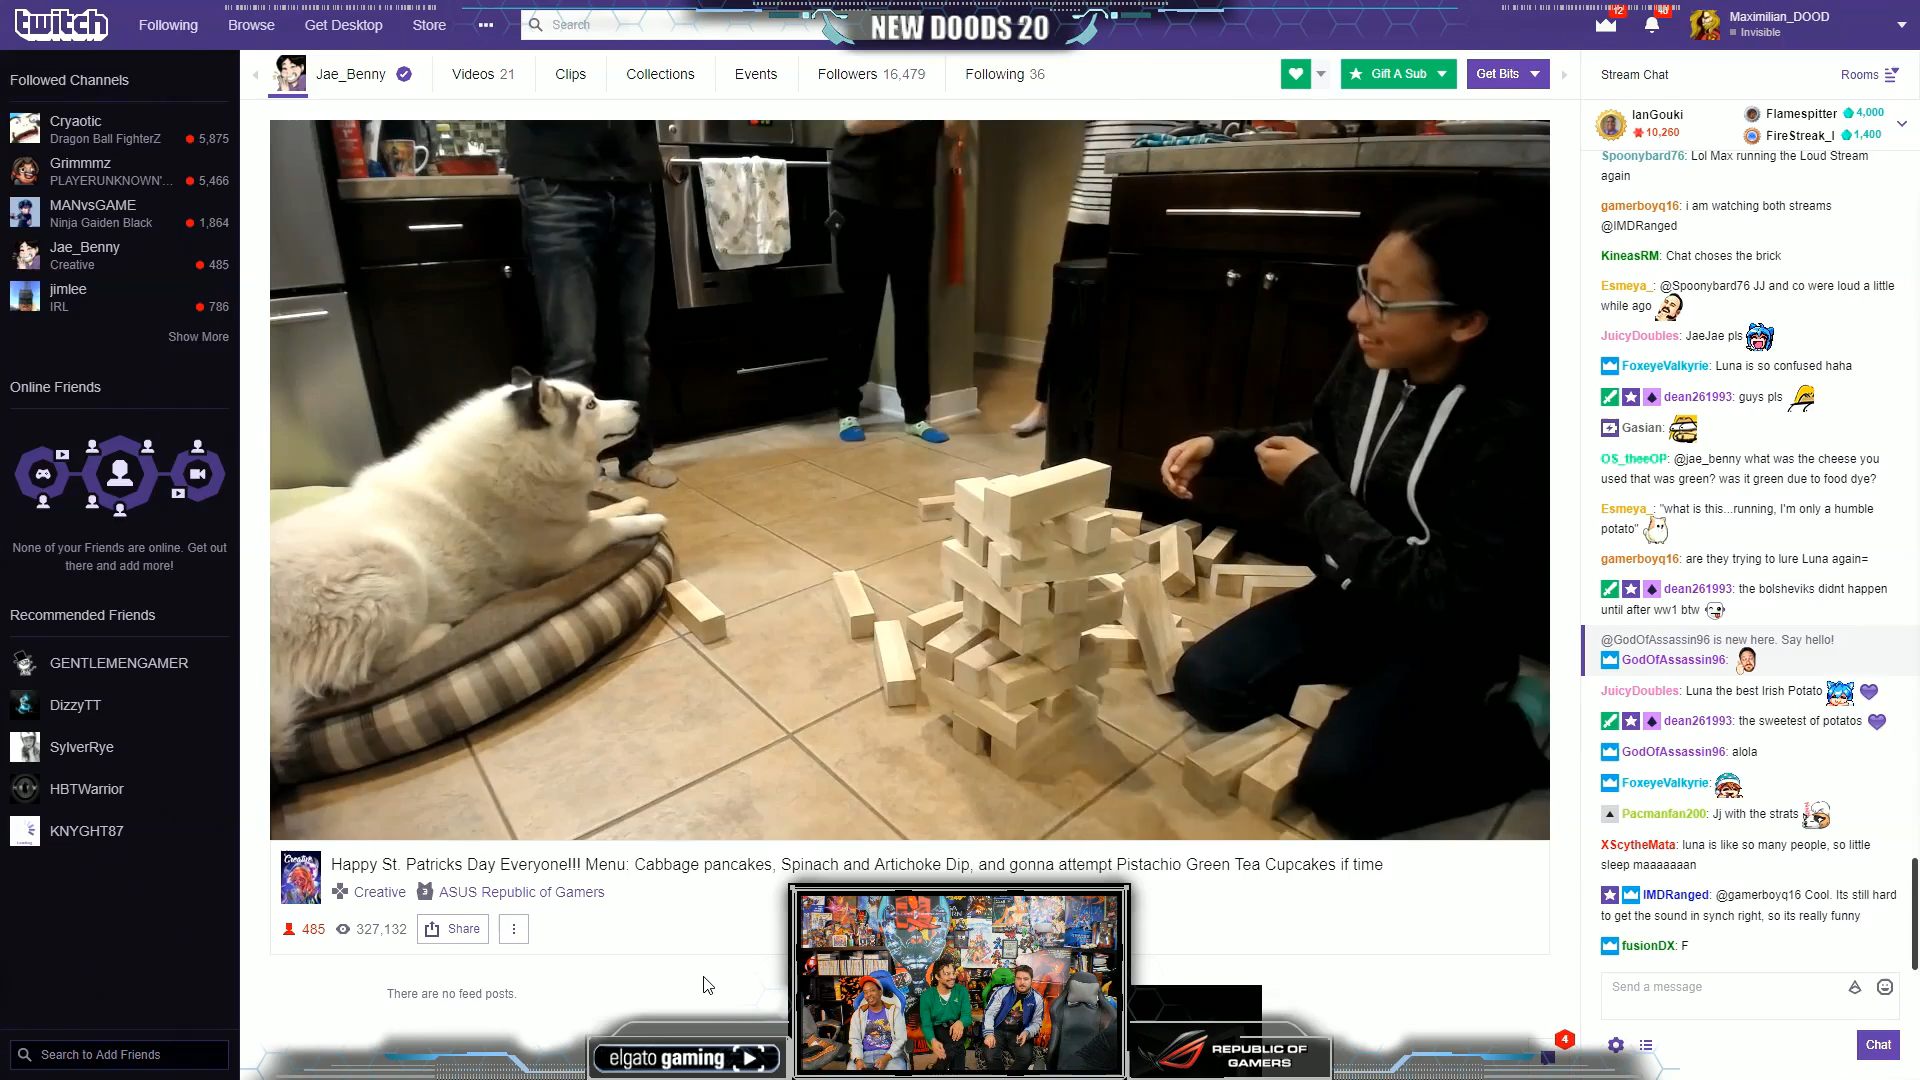 twitch
Following
Browse
Get Desktop
Store
Search
NEW DOODS 20
12
40
Maximilian_DOOD
Invisible
Followed Channels
Cryaotic
Dragon Ball FighterZ
5,875
Grimmmz
PLAYERUNKNOWN'...
5,466
MANvsGAME
Ninja Gaiden Black
1,864
Jae_Benny
Creative
485
jimlee
IRL
786
Show More
Online Friends
None of your Friends are online. Get out
there and add more!
Recommended Friends
GENTLEMENGAMER
DizzyTT
SylverRye
HBTWarrior
KNYGHT87
Search to Add Friends
Jae_Benny
Videos 21
Clips
Collections
Events
Followers 16,479
Following 36
Gift A Sub
Get Bits
Happy St. Patricks Day Everyone!!! Menu: Cabbage pancakes, Spinach and Artichoke Dip, and gonna attempt Pistachio Green Tea Cupcakes if time
Creative
ASUS Republic of Gamers
485
327,132
Share
There are no feed posts.
elgato gaming
REPUBLIC OF
GAMERS
Stream Chat
Rooms
IanGouki
10,260
Flamespitter 4,000
FireStreak_I 1,400
Spoonybard76: Lol Max running the Loud Stream
again
gamerboyq16: i am watching both streams
@IMDRanged
KineasRM: Chat choses the brick
Esmeya_: @Spoonybard76 JJ and co were loud a little
while ago
JuicyDoubles: JaeJae pls
FoxeyeValkyrie: Luna is so confused haha
dean261993: guys pls
Gasian:
OS_theeOP: @jae_benny what was the cheese you
used that was green? was it green due to food dye?
Esmeya_: "what is this...running, I'm only a humble
potato"
gamerboyq16: are they trying to lure Luna again=
dean261993: the bolsheviks didnt happen
until after ww1 btw
@GodOfAssassin96 is new here. Say hello!
GodOfAssassin96:
JuicyDoubles: Luna the best Irish Potato
dean261993: the sweetest of potatos
GodOfAssassin96: alola
FoxeyeValkyrie:
Pacmanfan200: Jj with the strats
XScytheMata: luna is like so many people, so little
sleep maaaaaaan
IMDRanged: @gamerboyq16 Cool. Its still hard
to get the sound in synch right, so its really funny
fusionDX: F
Send a message
4
Chat